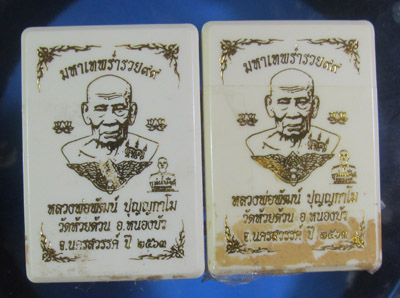 มหาเทพร่ำรวย๙๙
หลวงพ่อพัฒน์ ปุญญกาโม
วัดห้วยด้วน อ.หนองบัว
จ.นครสวรรค์ ปี ๒๕๖๓
มหาเทพร่ำรวย๙๙
หลวงพ่อพัฒน์ ปุญญกาโม
วัดห้วยด้วน อ.หนองบัว
จ.นครสวรรค์ ปี ๒๕๖๓